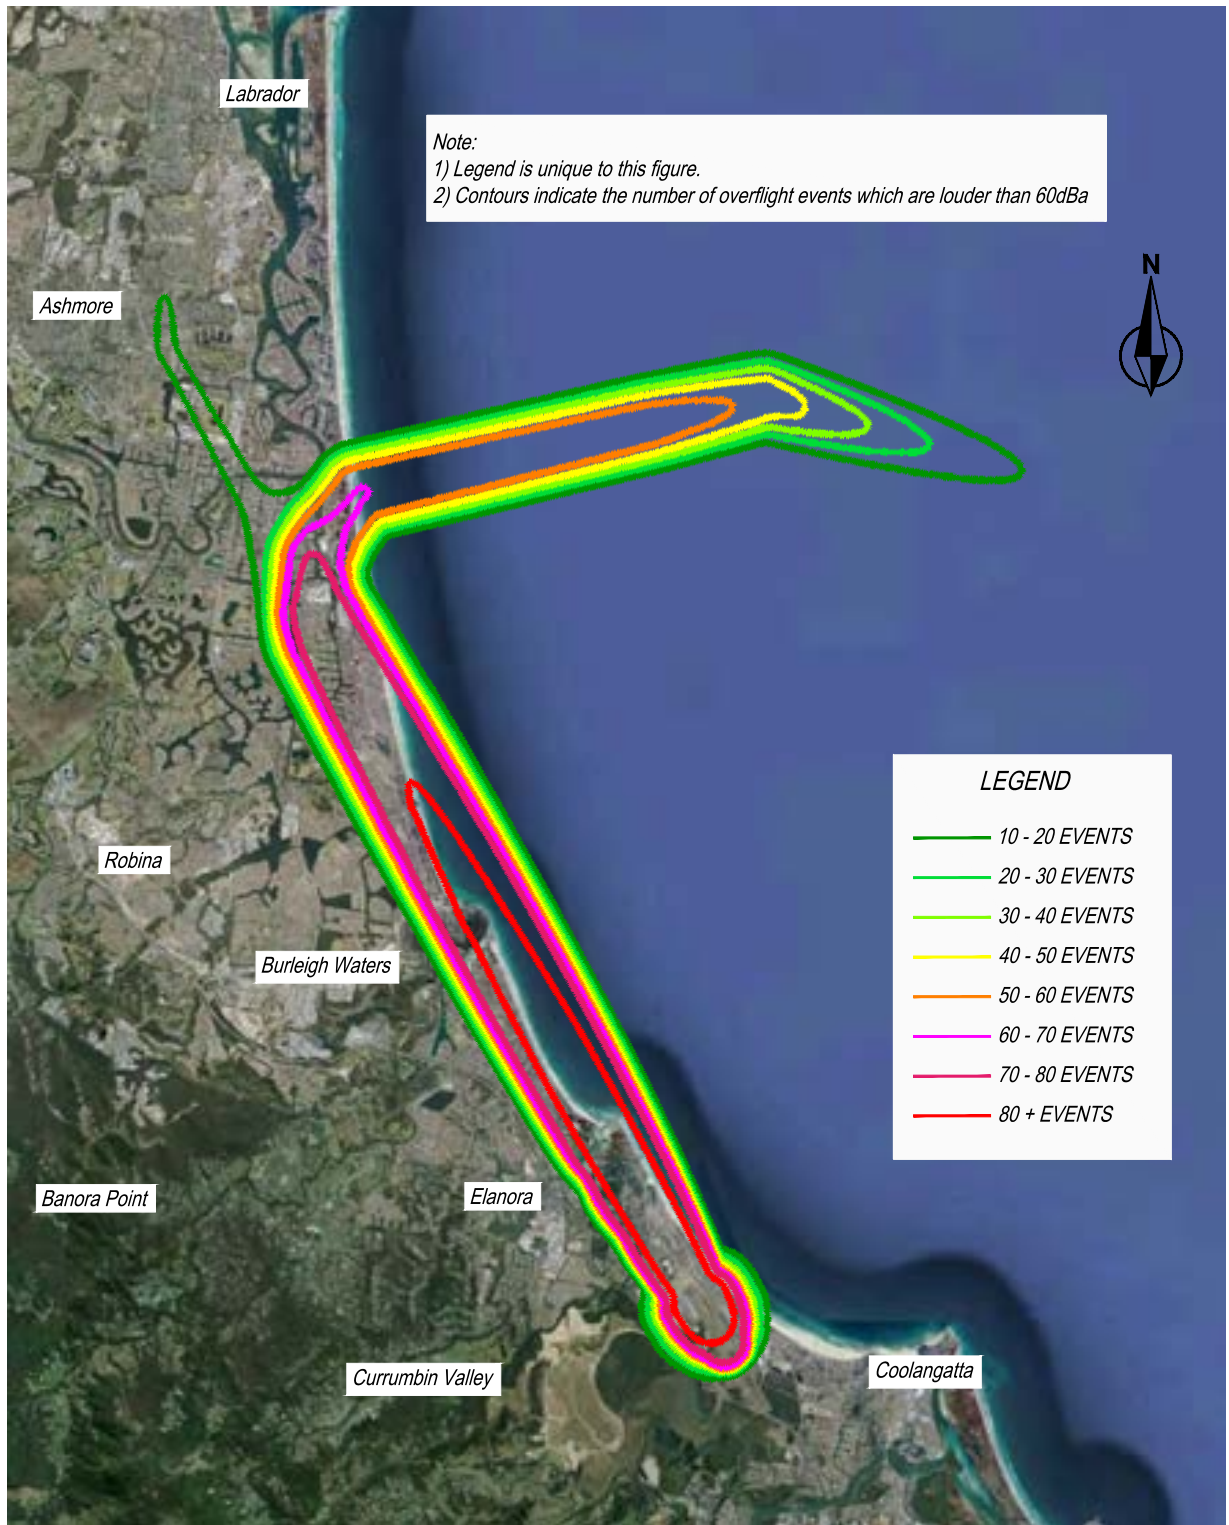 Labrador
Note:
1) Legend is unique to this figure.
2) Contours indicate the number of overflight events which are louder than 60dBa
N
Ashmore
LEGEND
10 - 20 EVENTS
20 - 30 EVENTS
30 - 40 EVENTS
40 - 50 EVENTS
50 - 60 EVENTS
60 - 70 EVENTS
70 - 80 EVENTS
80 + EVENTS
Robina
Burleigh Waters
Banora Point
Elanora
Currumbin Valley
Coolangatta